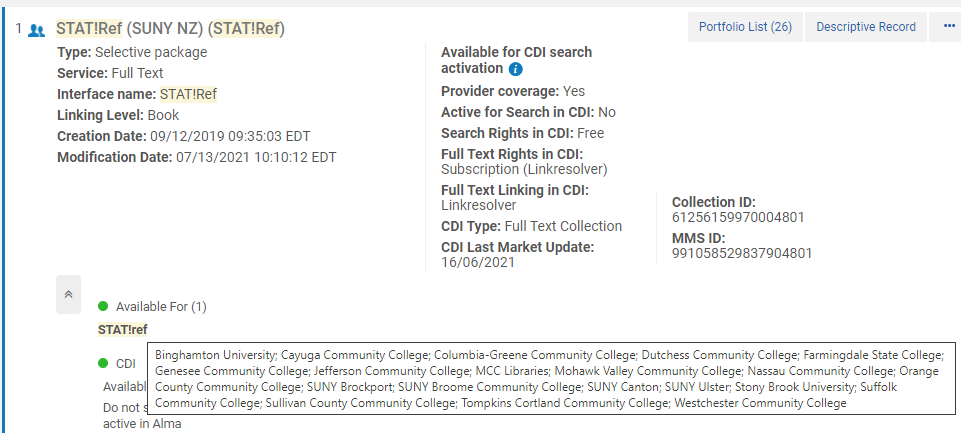 1 STAT!Ref (SUNY NZ) (STAT!Ref)
Portfolio List (26) Descriptive Record ...
Type: Selective package
Service: Full Text
Interface name: STAT!Ref
Linking Level: Book
Creation Date: 09/12/2019 09:35:03 EDT
Modification Date: 07/13/2021 10:10:12 EDT
Available for CDI search
activation i
Provider coverage: Yes
Active for Search in CDI: No
Search Rights in CDI: Free
Full Text Rights in CDI:
Subscription (Linkresolver)
Full Text Linking in CDI:
Linkresolver
CDI Type: Full Text Collection
CDI Last Market Update:
16/06/2021
Collection ID:
61256159970004801
MMS ID:
991058529837904801
Available For (1)
STAT!ref
CDI
Binghamton University; Cayuga Community College; Columbia-Greene Community College; Dutchess Community College; Farmingdale State College;
Genesee Community College; Jefferson Community College; MCC Libraries; Mohawk Valley Community College; Nassau Community College; Orange
County Community College; SUNY Brockport; SUNY Broome Community College; SUNY Canton; SUNY Ulster; Stony Brook University; Suffolk
Community College; Sullivan County Community College; Tompkins Cortland Community College; Westchester Community College
Availabl
Do not s
active in Alma